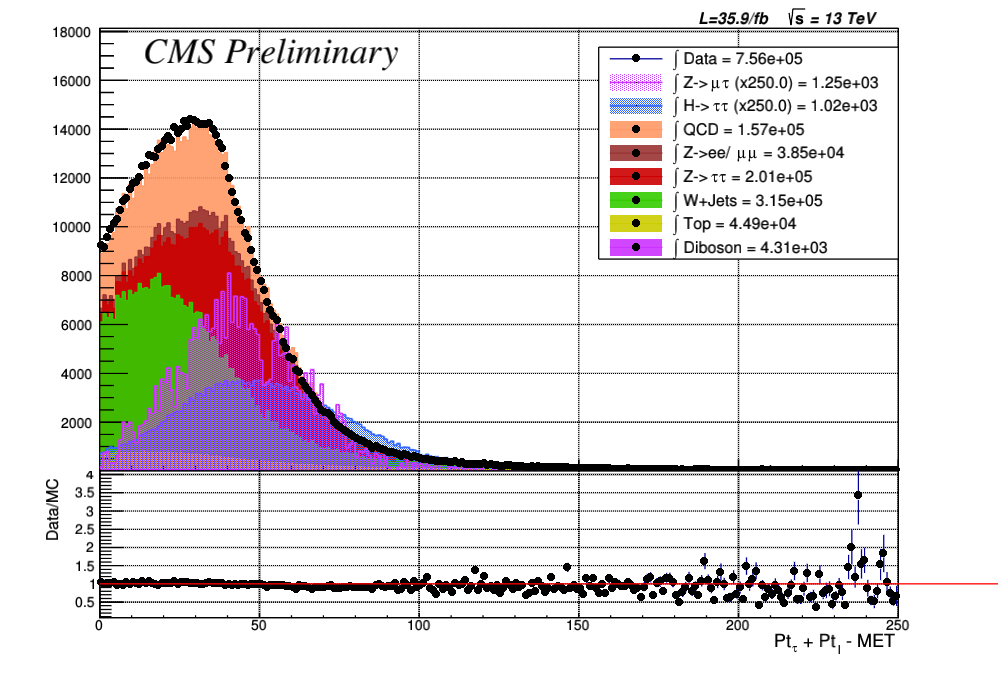 L=35.9/fb √s = 13 TeV
CMS Preliminary
18000
16000
14000
12000
10000
8000
6000
4000
2000
∫ Data = 7.56e+05
∫ Z-> μτ (x250.0) = 1.25e+03
∫ H-> ττ (x250.0) = 1.02e+03
∫ QCD = 1.57e+05
∫ Z->ee/ μμ = 3.85e+04
∫ Z-> ττ = 2.01e+05
∫ W+Jets = 3.15e+05
∫ Top = 4.49e+04
∫ Diboson = 4.31e+03
Data/MC
4
3.5
3
2.5
2
1.5
1
0.5
0 50 100 150 200 250
Pt_τ + Pt_l - MET